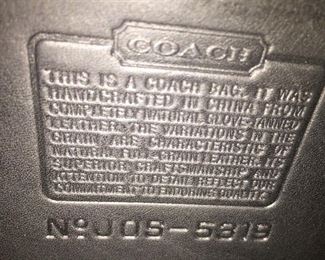 COACH
THIS IS A COACH BAG. IT WAS
HANDCRAFTED IN CHINA FROM
COMPLETELY NATURAL GLOVE-TANNED
LEATHER. THE VARIATIONS IN THE
GRAIN ARE CHARACTERISTIC OF
NATURAL FULL-GRAIN LEATHER. ITS
SUPERIOR CRAFTSMANSHIP AND
ATTENTION TO DETAIL REFLECT OUR
COMMITMENT TO ENDURING QUALITY.
Nº J05-5319